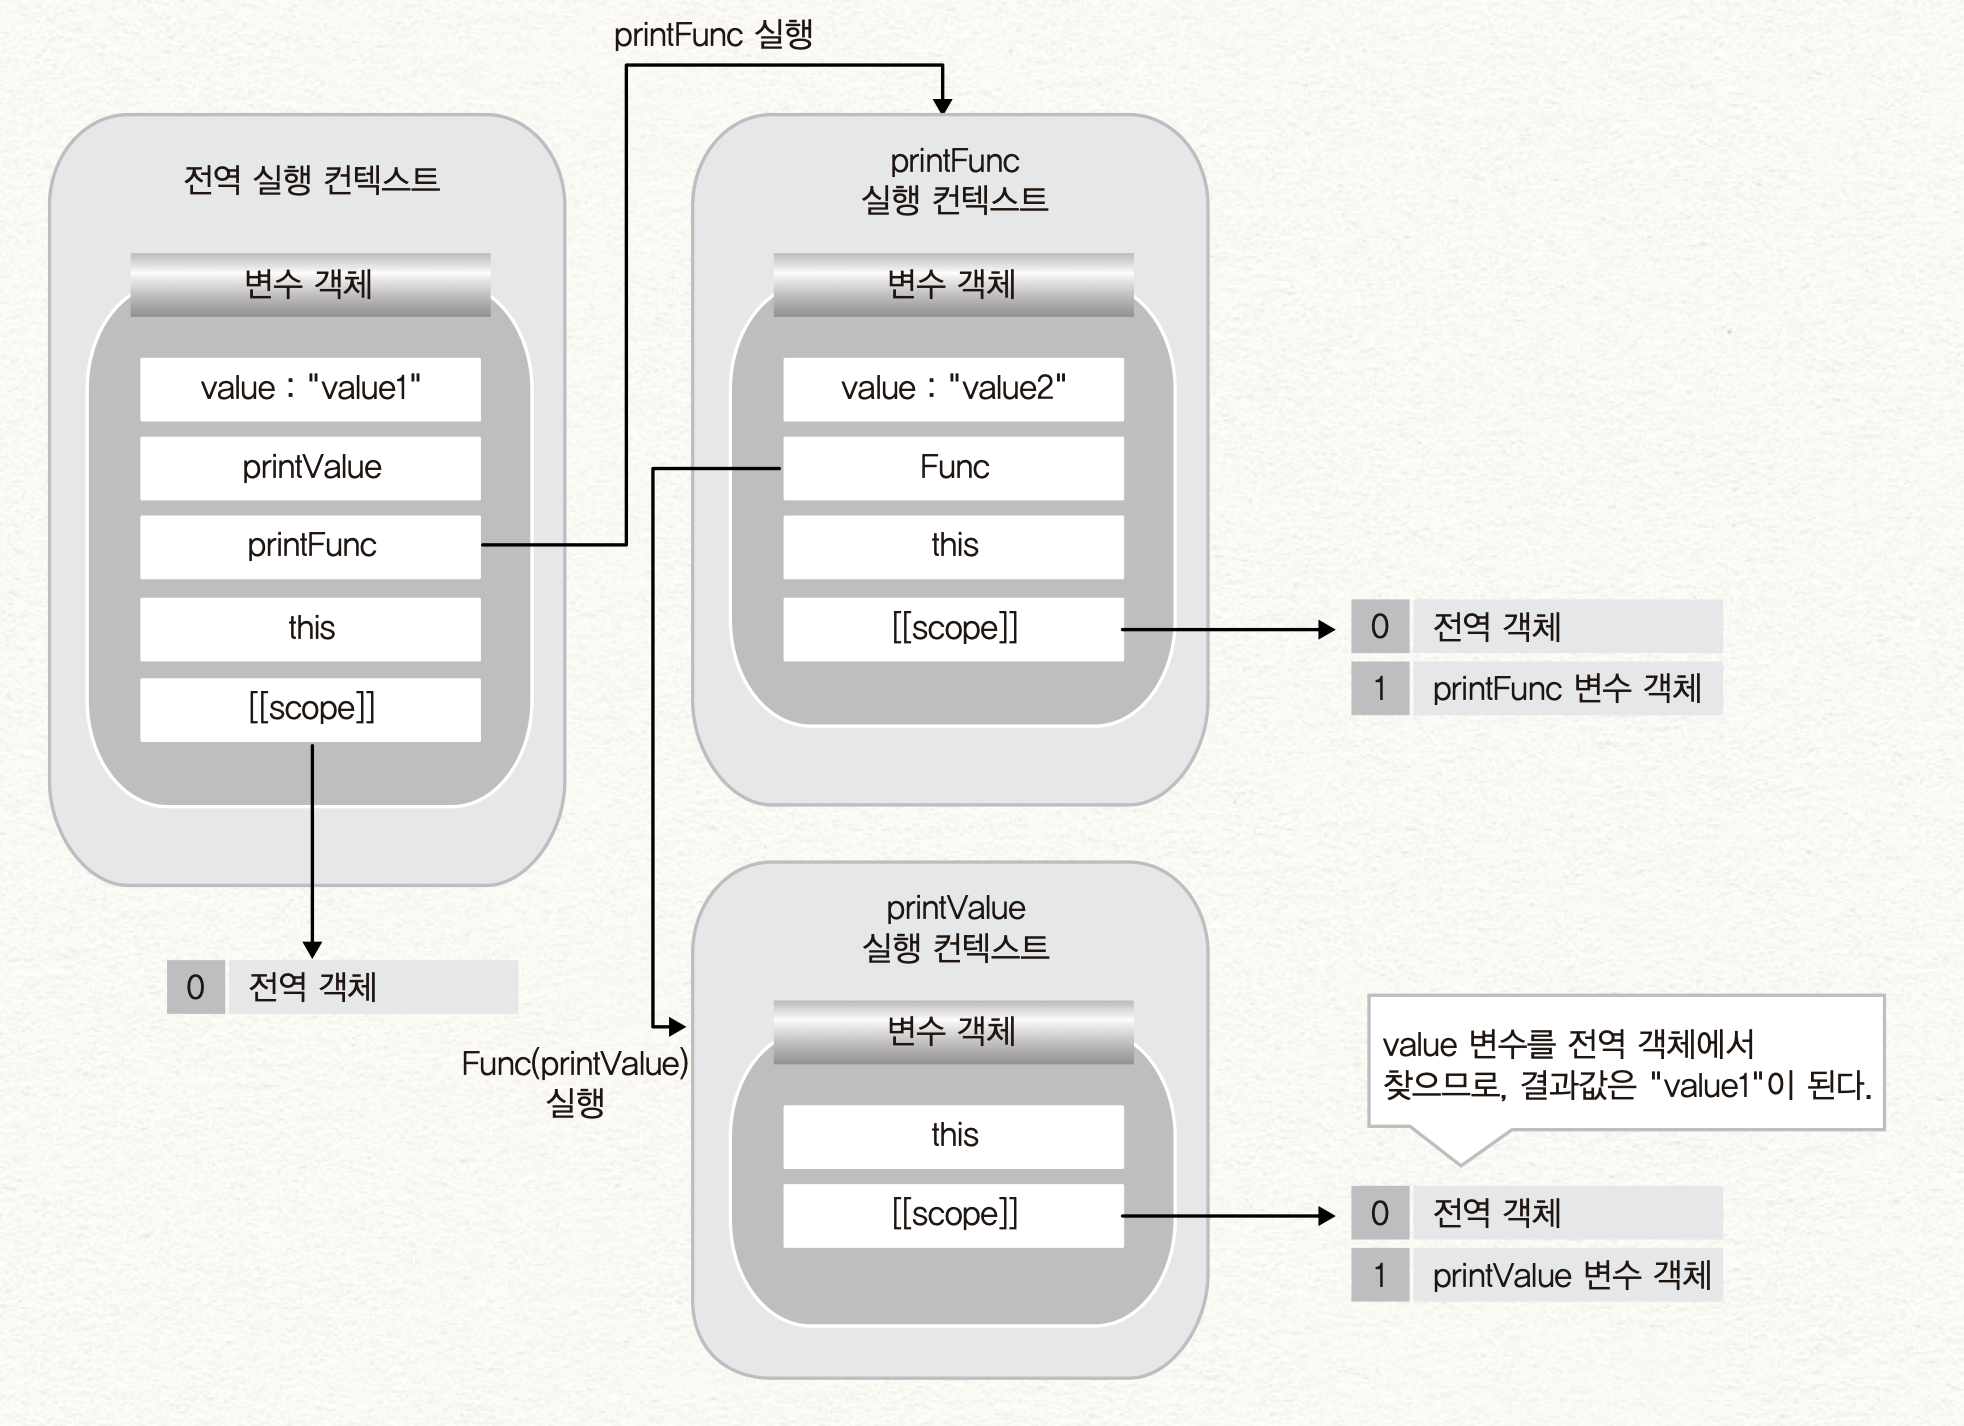 printFunc 실행
전역 실행 컨텍스트
변수 객체
value : "value1"
printValue
printFunc
this
[[scope]]
0 전역 객체
printFunc
실행 컨텍스트
변수 객체
value : "value2"
Func
this
[[scope]]
0 전역 객체
1 printFunc 변수 객체
Func(printValue)
실행
printValue
실행 컨텍스트
변수 객체
this
[[scope]]
value 변수를 전역 객체에서
찾으므로, 결과값은 "value1"이 된다.
0 전역 객체
1 printValue 변수 객체